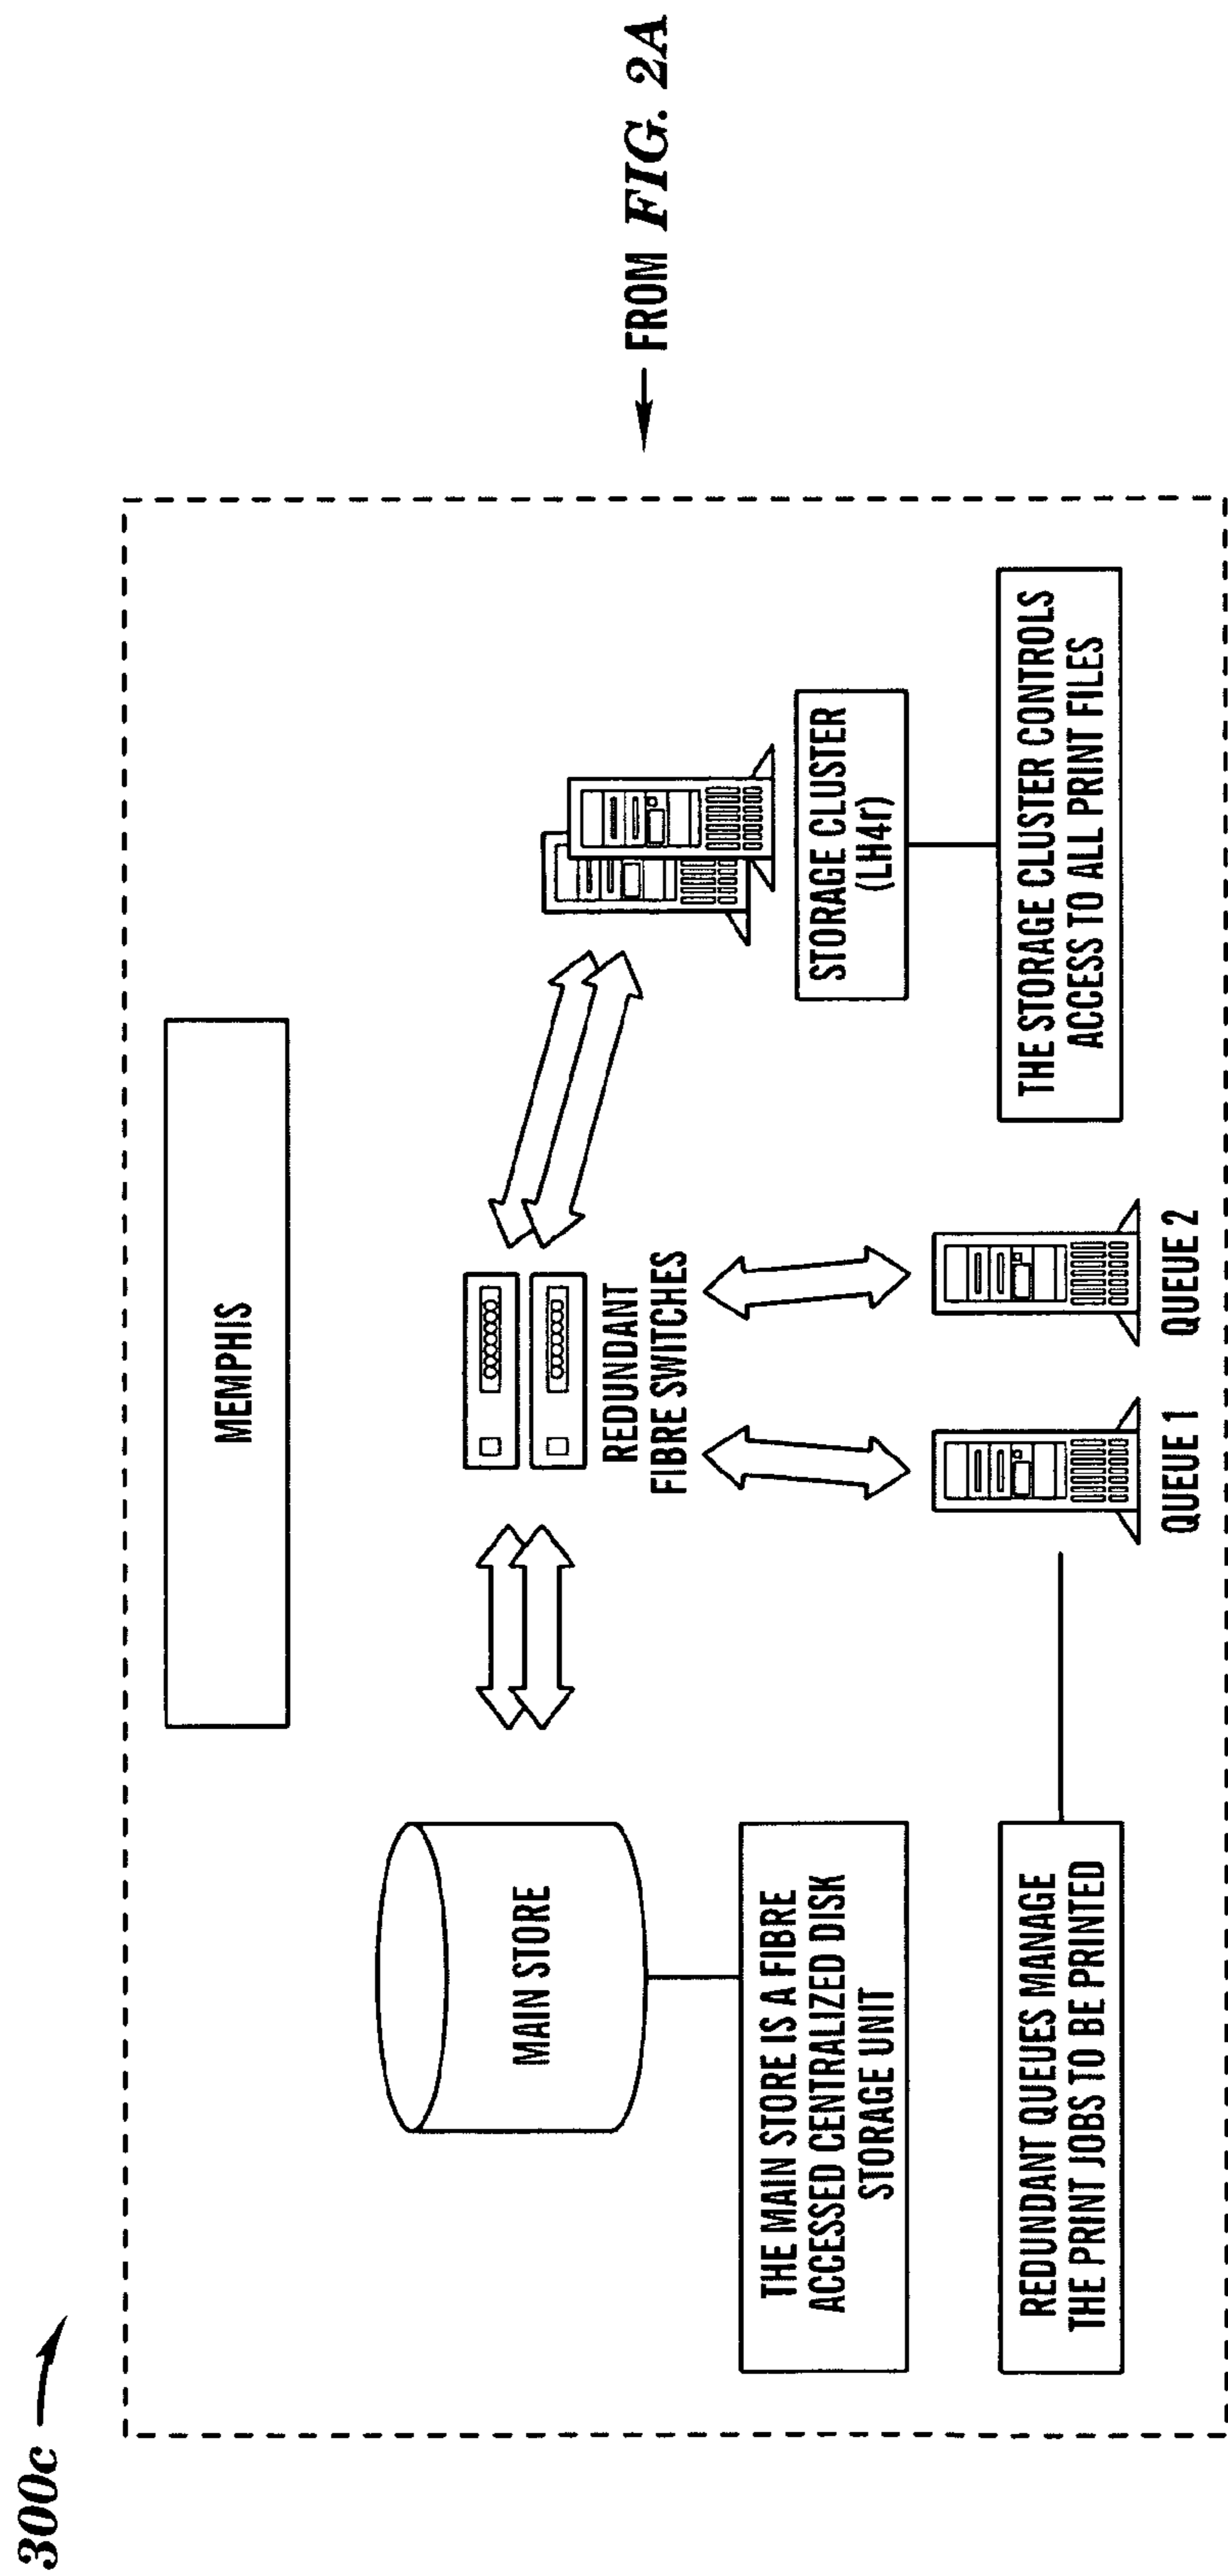 300c
MEMPHIS
MAIN STORE
THE MAIN STORE IS A FIBRE
ACCESSED CENTRALIZED DISK
STORAGE UNIT
REDUNDANT
FIBRE SWITCHES
STORAGE CLUSTER
(LH4r)
THE STORAGE CLUSTER CONTROLS
ACCESS TO ALL PRINT FILES
REDUNDANT QUEUES MANAGE
THE PRINT JOBS TO BE PRINTED
QUEUE 1
QUEUE 2
FROM FIG. 2A